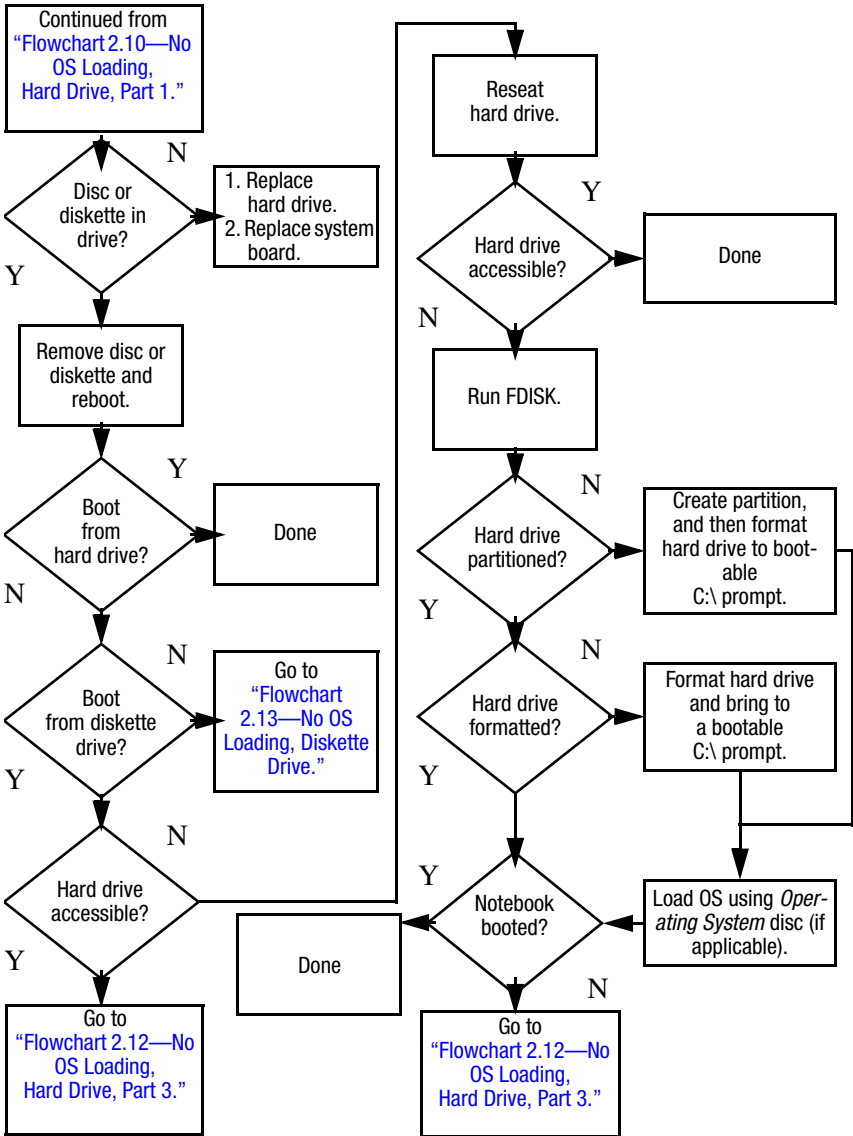 Continued from
“Flowchart 2.10—No
OS Loading,
Hard Drive, Part 1.”
N
Disc or
diskette in
drive?
1. Replace
hard drive.
2. Replace system
board.
Y
Remove disc or
diskette and
reboot.
Y
Boot
from
hard drive?
Done
N
N
Boot
from diskette
drive?
Go to
“Flowchart
2.13—No OS
Loading, Diskette
Drive.”
Y
N
Hard drive
accessible?
Y
Go to
“Flowchart 2.12—No
OS Loading,
Hard Drive, Part 3.”
Reseat
hard drive.
Y
Hard drive
accessible?
Done
N
Run FDISK.
N
Hard drive
partitioned?
Create partition,
and then format
hard drive to boot-
able
C:\ prompt.
Y
N
Hard drive
formatted?
Format hard drive
and bring to
a bootable
C:\ prompt.
Y
Load OS using Oper-
ating System disc (if
applicable).
Y
Notebook
booted?
Done
N
Go to
“Flowchart 2.12—No
OS Loading,
Hard Drive, Part 3.”